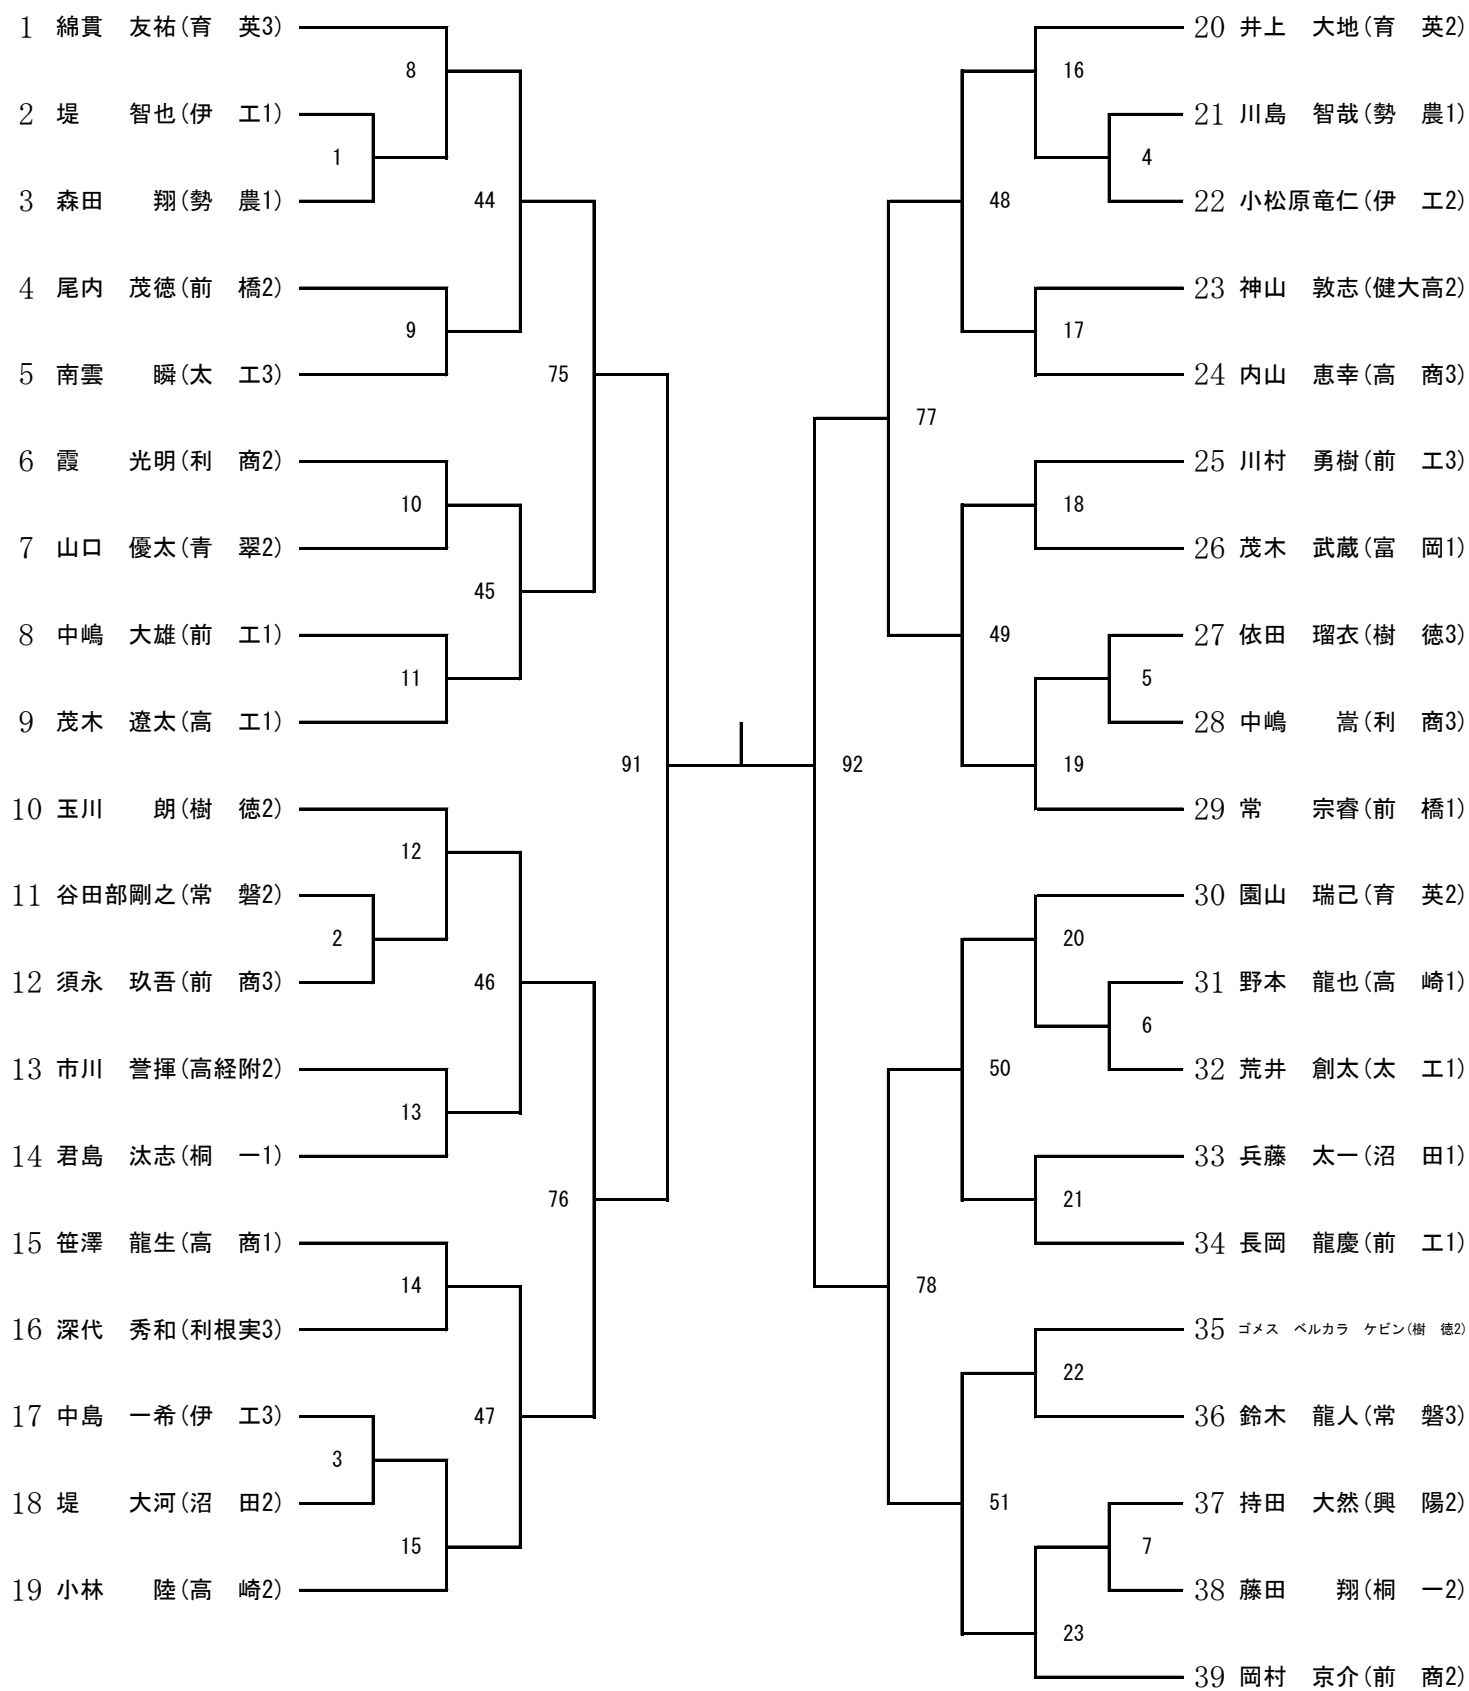 1 綿貫　友祐(育　英3)
8
2 堤　　智也(伊　工1)
1
3 森田　　翔(勢　農1)
44
4 尾内　茂徳(前　橋2)
9
5 南雲　　瞬(太　工3)
75
6 霞　　光明(利　商2)
10
7 山口　優太(青　翠2)
45
8 中嶋　大雄(前　工1)
11
9 茂木　遼太(高　工1)
91
10 玉川　　朗(樹　徳2)
12
11 谷田部剛之(常　磐2)
2
12 須永　玖吾(前　商3)
46
13 市川　誉揮(高経附2)
13
14 君島　汰志(桐　一1)
76
15 笹澤　龍生(高　商1)
14
16 深代　秀和(利根実3)
17 中島　一希(伊　工3)
47
3
18 堤　　大河(沼　田2)
15
19 小林　　陸(高　崎2)
20 井上　大地(育　英2)
16
21 川島　智哉(勢　農1)
4
22 小松原竜仁(伊　工2)
48
23 神山　敦志(健大高2)
17
24 内山　恵幸(高　商3)
77
25 川村　勇樹(前　工3)
18
26 茂木　武蔵(富　岡1)
27 依田　瑠衣(樹　徳3)
49
5
28 中嶋　　嵩(利　商3)
19
92
29 常　　宗睿(前　橋1)
30 園山　瑞己(育　英2)
20
31 野本　龍也(高　崎1)
6
32 荒井　創太(太　工1)
50
33 兵藤　太一(沼　田1)
21
34 長岡　龍慶(前　工1)
78
35 ゴメス　ベルカラ　ケビン(樹　徳2)
22
36 鈴木　龍人(常　磐3)
37 持田　大然(興　陽2)
51
7
38 藤田　　翔(桐　一2)
23
39 岡村　京介(前　商2)